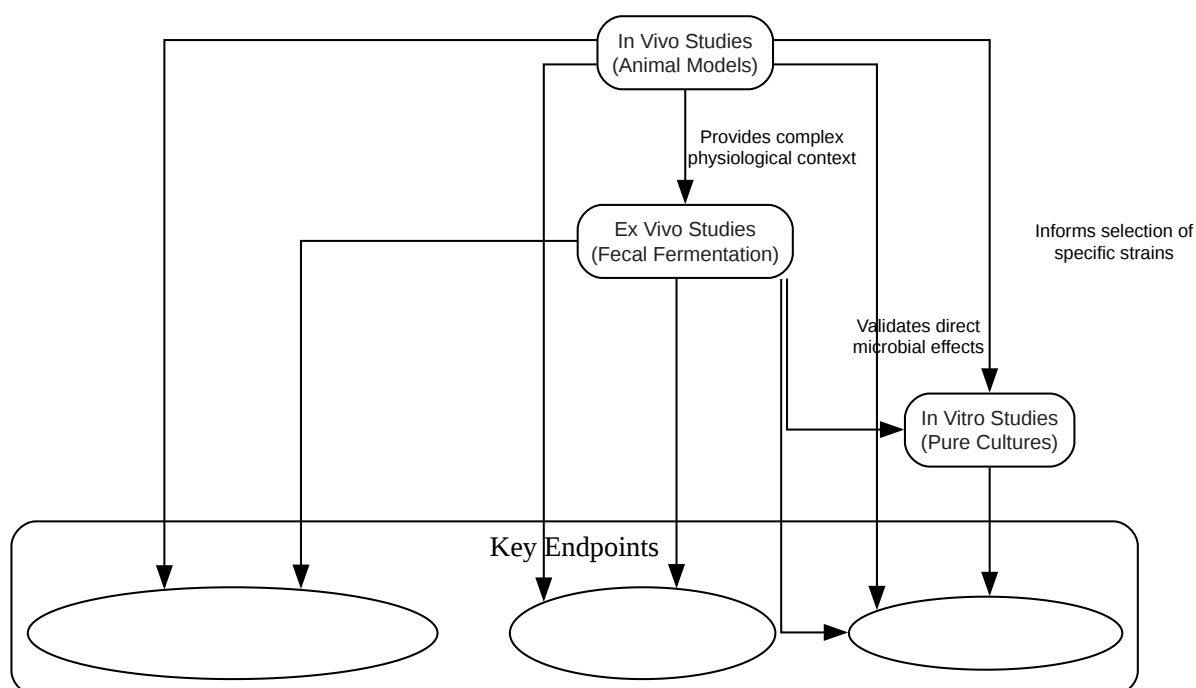 In Vivo Studies
(Animal Models)
Provides complex
physiological context
Ex Vivo Studies
(Fecal Fermentation)
Informs selection of
specific strains
Validates direct
microbial effects
In Vitro Studies
(Pure Cultures)
Key Endpoints